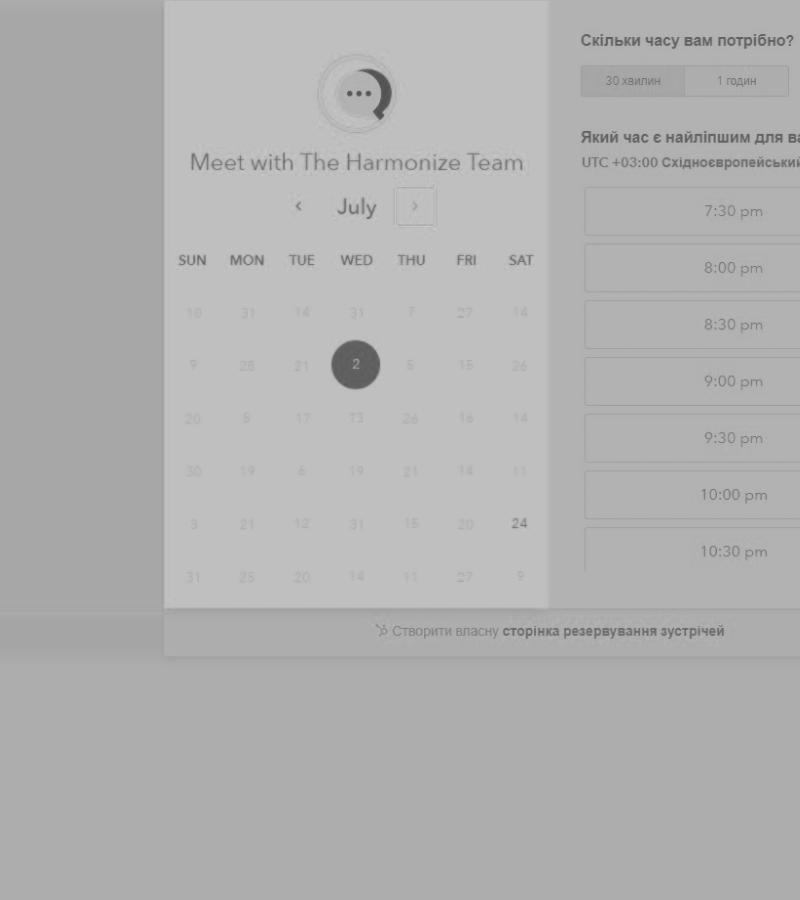 Meet with The Harmonize Team
July
SUN MON TUE WED THU FRI SAT
10 31 14 31 7 27 14
9 28 21 2 5 15 26
20 5 17 13 26 16 14
30 19 6 19 21 14 11
3 21 12 31 15 20 24
31 25 20 14 11 27 9
Скільки часу вам потрібно?
30 хвилин 1 годин
Який час є найліпшим для
UTC +03:00 Східноєвропейський
7:30 pm
8:00 pm
8:30 pm
9:00 pm
9:30 pm
10:00 pm
10:30 pm
Створити власну сторінка резервування зустрічей